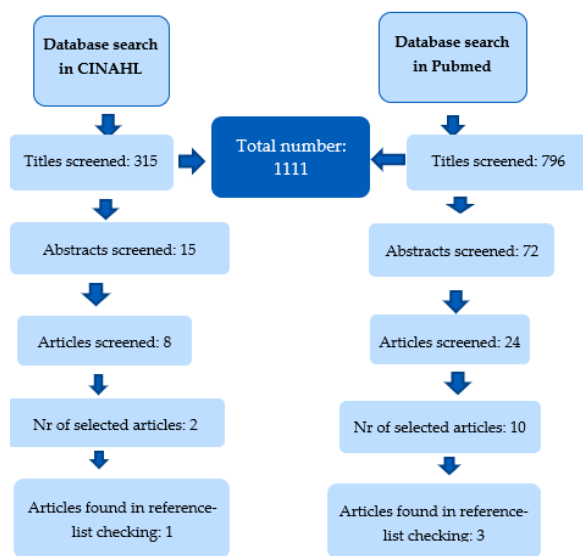 Database search
in CINAHL
Database search
in Pubmed
Titles screened: 315
Total number:
1111
Titles screened: 796
Abstracts screened: 15
Abstracts screened: 72
Articles screened: 8
Articles screened: 24
Nr of selected articles: 2
Nr of selected articles: 10
Articles found in reference-
list checking: 1
Articles found in reference-
list checking: 3